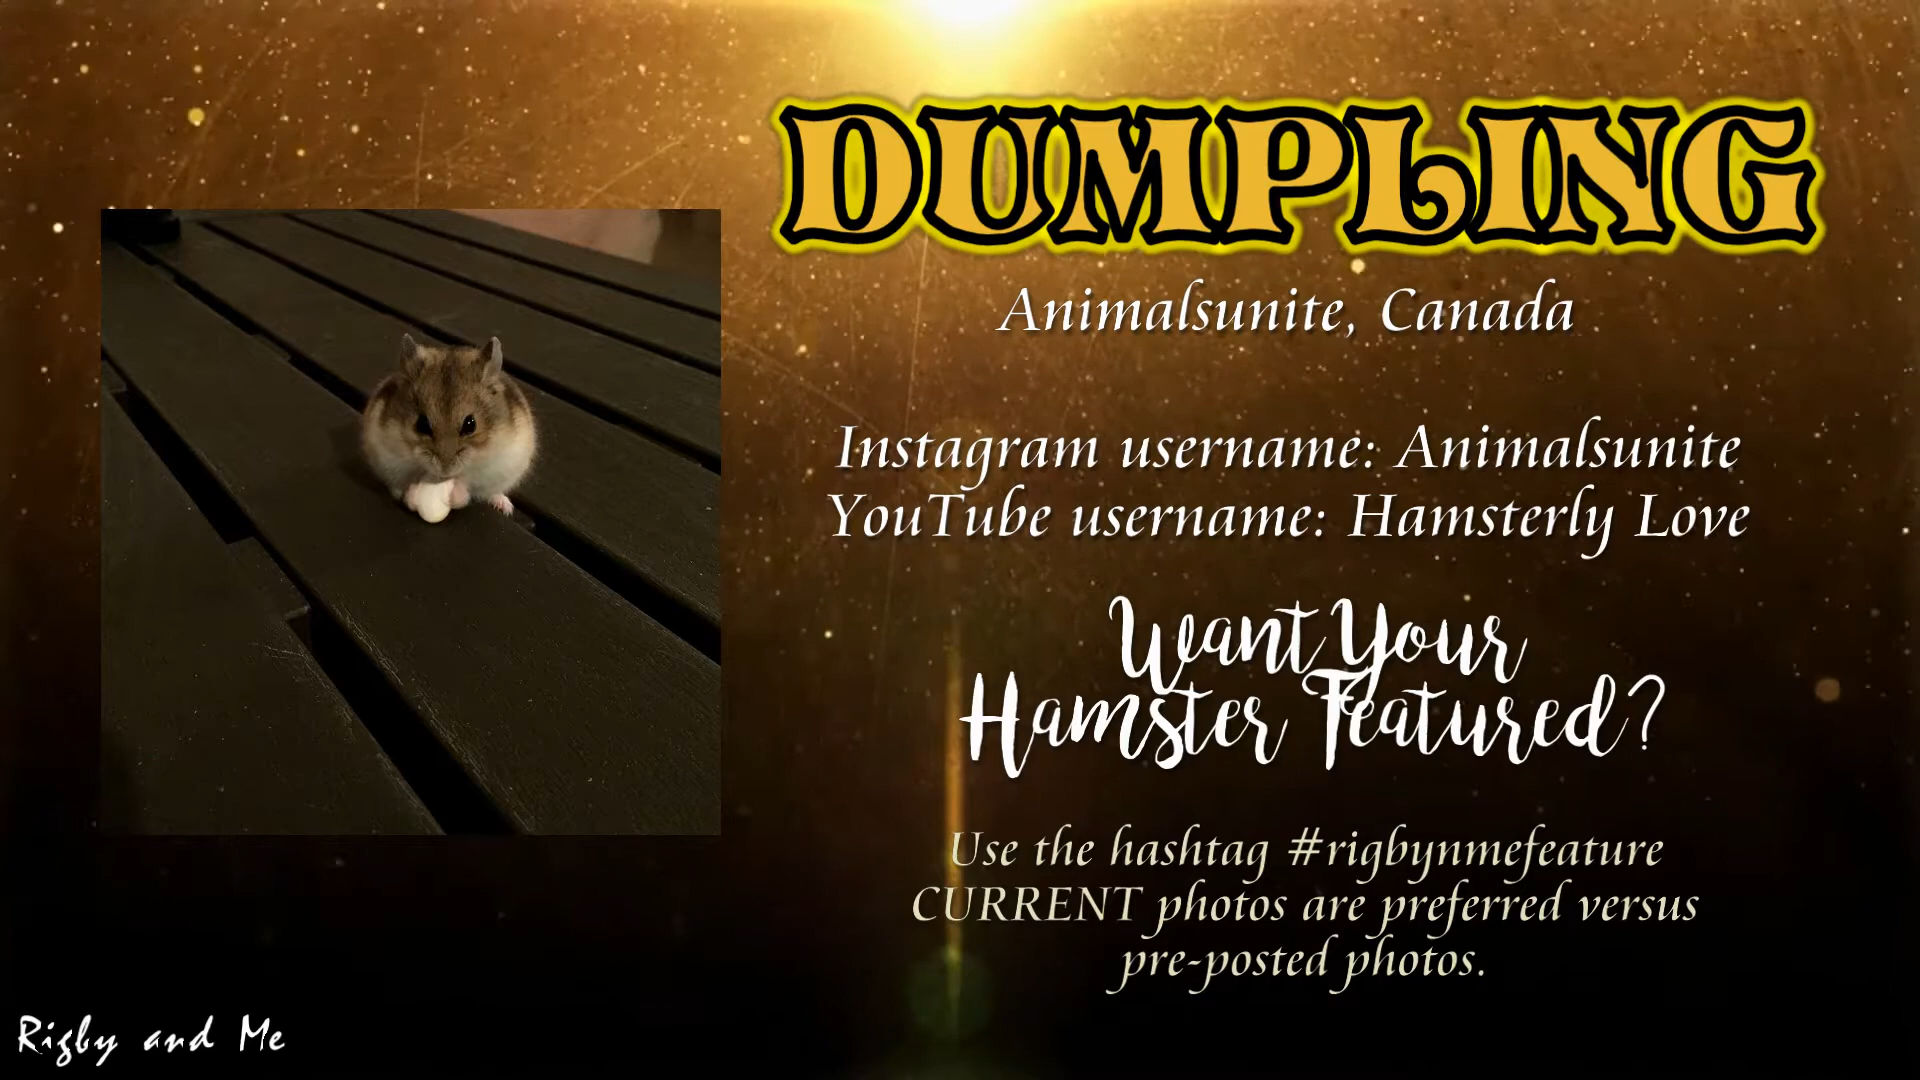 DUMPLING
Animalsunite, Canada
Instagram username: Animalsunite
YouTube username: Hamsterly Love
Want Your
Hamster Featured?
Use the hashtag #rigbynmefeature
CURRENT photos are preferred versus
pre-posted photos.
Rigby and Me